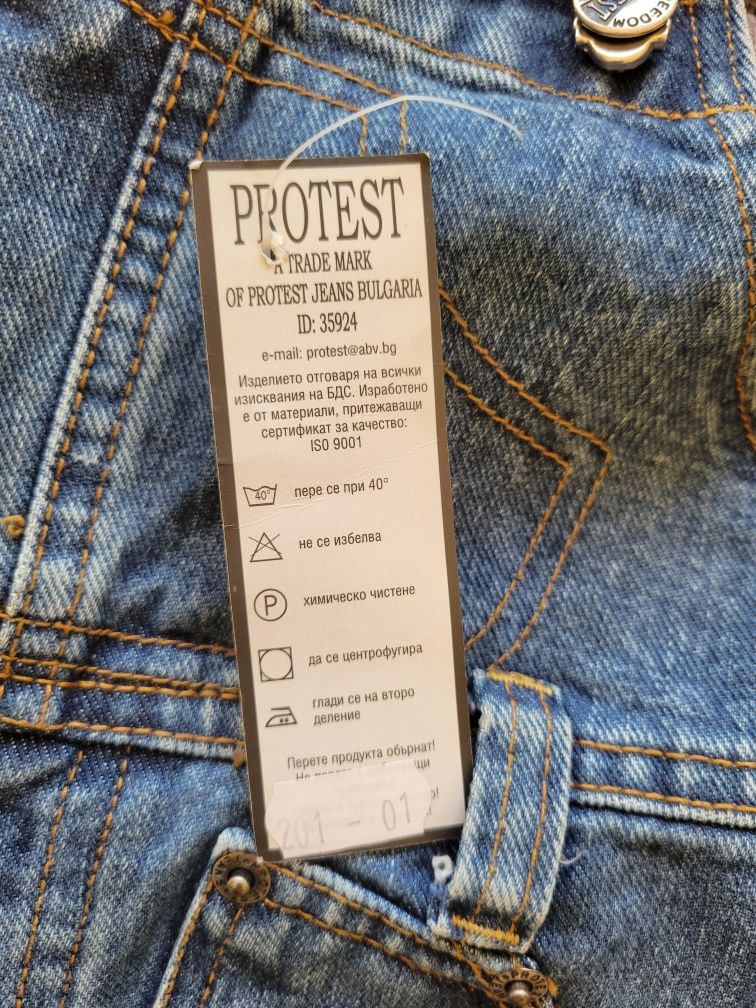 FREEDOM
PROTEST
A TRADE MARK
OF PROTEST JEANS BULGARIA
ID: 35924
e-mail: protest@abv.bg
Изделието отговаря на всички
изисквания на БДС. Изработено
е от материали, притежаващи
сертификат за качество:
ISO 9001
40° пере се при 40°
не се избелва
P химическо чистене
да се центрофугира
глади се на второ
деление
Перете продукта обърнат!
201 - 01